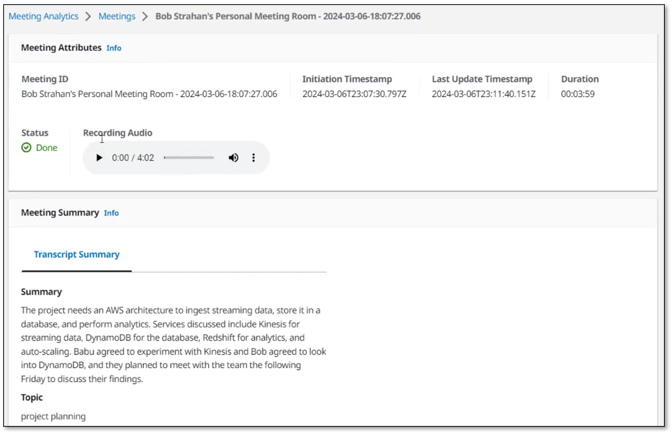 Meeting Analytics > Meetings > Bob Strahan's Personal Meeting Room - 2024-03-06-18:07:27.006
Meeting Attributes Info
Meeting ID
Bob Strahan's Personal Meeting Room - 2024-03-06-18:07:27.006
Initiation Timestamp
2024-03-06T23:07:30.797Z
Last Update Timestamp
2024-03-06T23:11:40.151Z
Duration
00:03:59
Status
Done
Recording Audio
0:00 / 4:02
Meeting Summary Info
Transcript Summary
Summary
The project needs an AWS architecture to ingest streaming data, store it in a
database, and perform analytics. Services discussed include Kinesis for
streaming data, DynamoDB for the database, Redshift for analytics, and
auto-scaling. Babu agreed to experiment with Kinesis and Bob agreed to look
into DynamoDB, and they planned to meet with the team the following
Friday to discuss their findings.
Topic
project planning